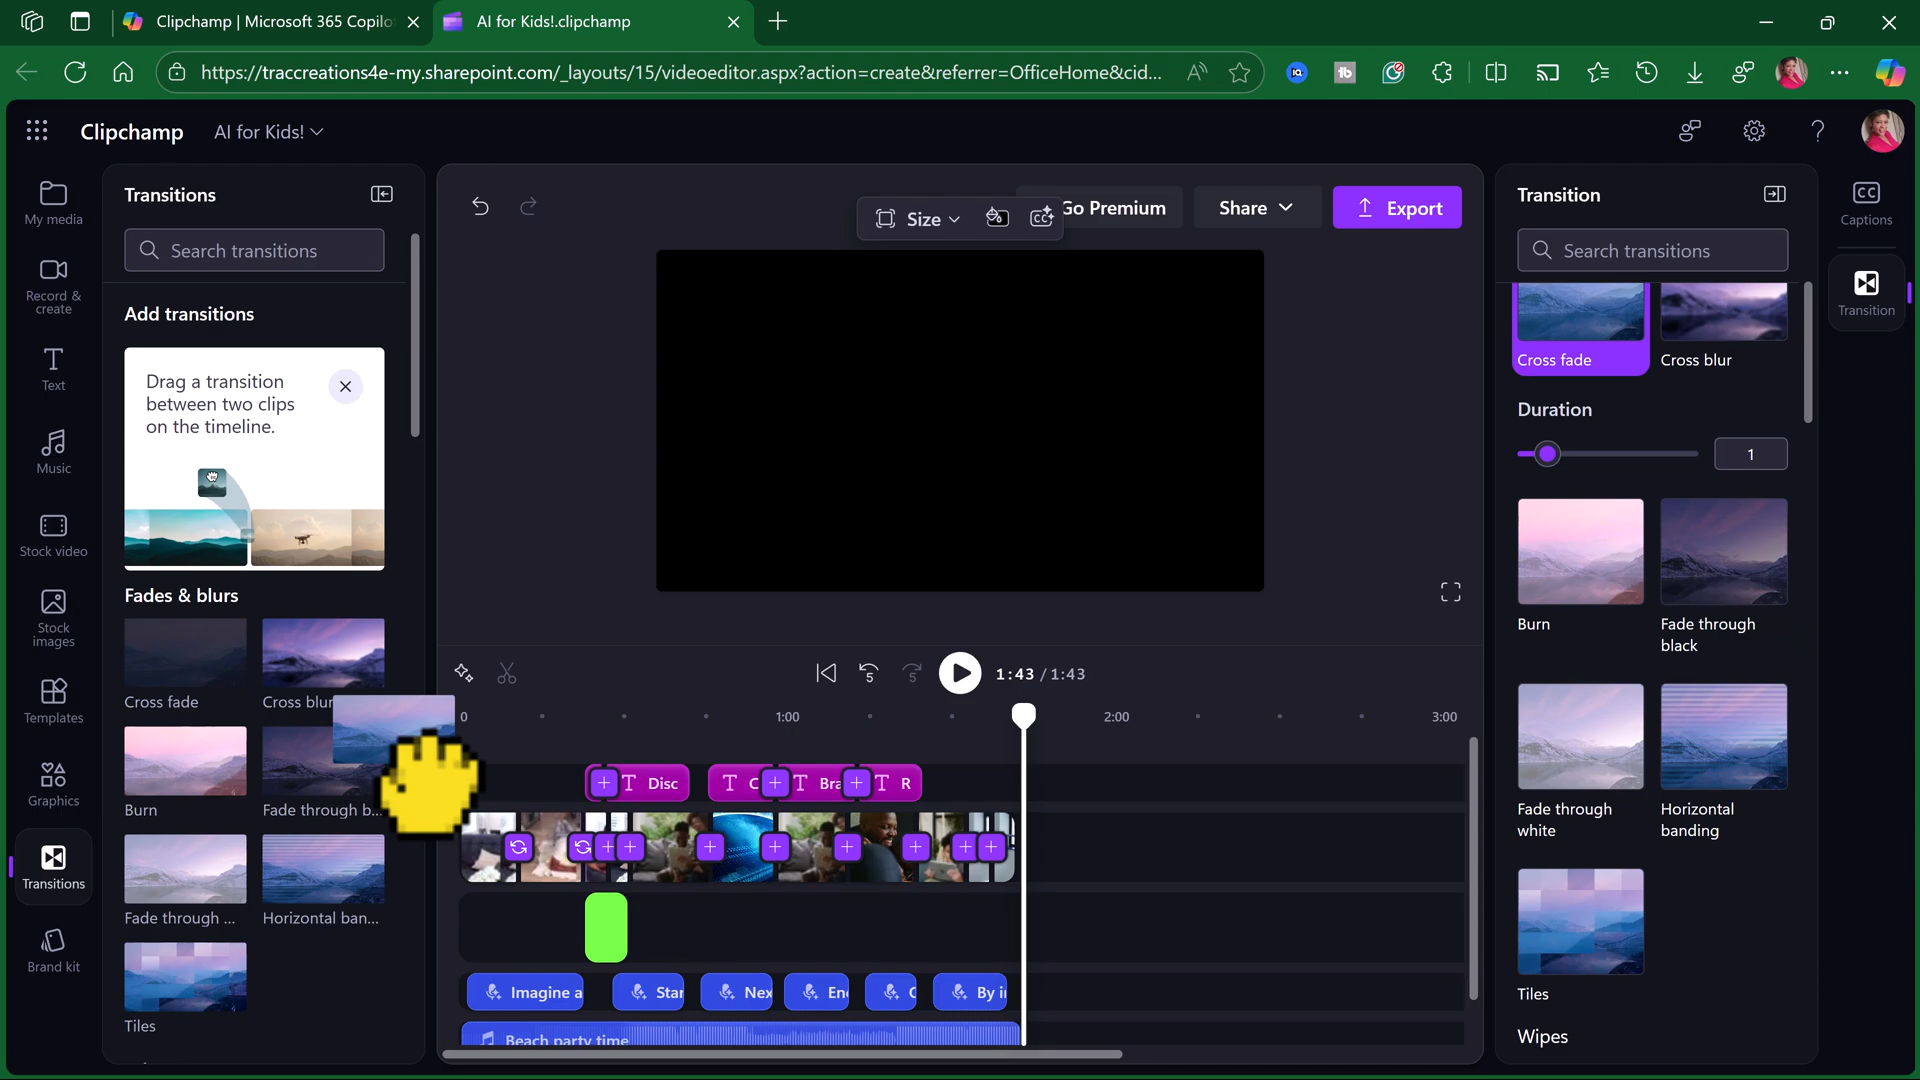 Clipchamp | Microsoft 365 Copilo
AI for Kids!.clipchamp
https://traccreations4e-my.sharepoint.com/_layouts/15/videoeditor.aspx?action=create&referrer=OfficeHome&cid...
Clipchamp
AI for Kids!
My media
Record & create
Text
Music
Stock video
Stock images
Templates
Graphics
Transitions
Brand kit
Transitions
Search transitions
Add transitions
Drag a transition
between two clips
on the timeline.
Fades & blurs
Cross fade
Cross blur
Burn
Fade through b...
Fade through ...
Horizontal ban...
Tiles
Size
Go Premium
Share
Export
5
5
1:43 / 1:43
0
1:00
2:00
3:00
Disc
C
Bra
R
Imagine a
Star
Nex
En
C
By i
Beach party time
Transition
Search transitions
Cross fade
Cross blur
Duration
1
Burn
Fade through
black
Fade through
white
Horizontal
banding
Tiles
Wipes
CC
Captions
Transition